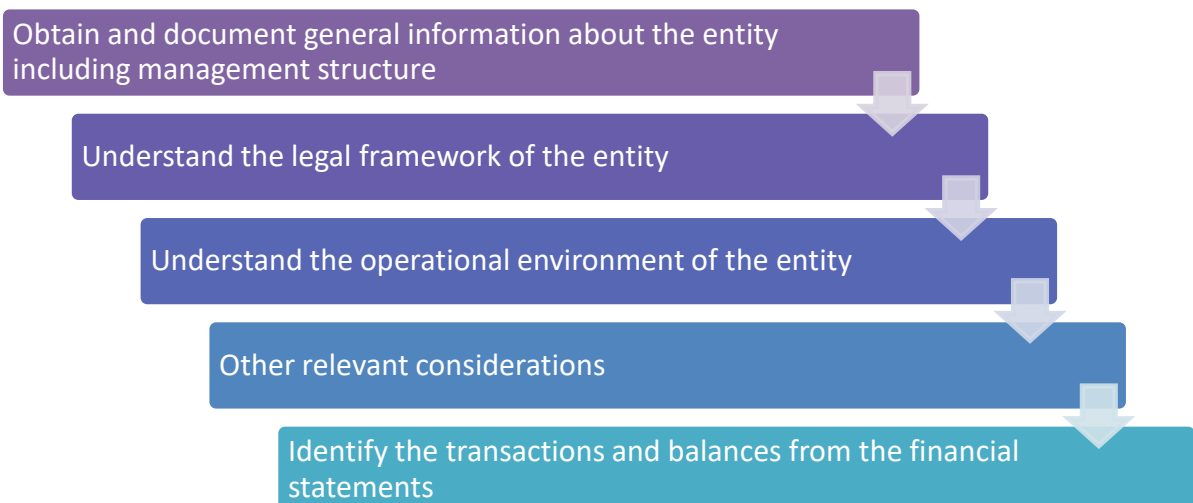 Obtain and document general information about the entity
including management structure
Understand the legal framework of the entity
Understand the operational environment of the entity
Other relevant considerations
Identify the transactions and balances from the financial
statements